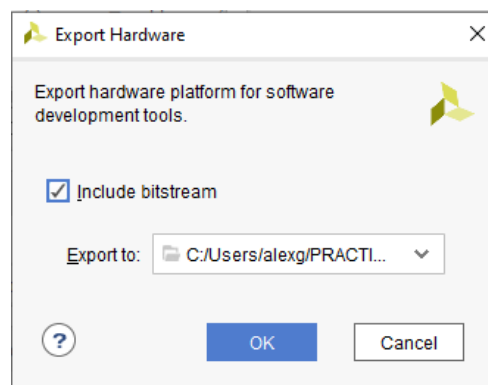 Export Hardware
Export hardware platform for software
development tools.
Include bitstream
Export to: C:/Users/alexg/PRACTI...
? OK Cancel